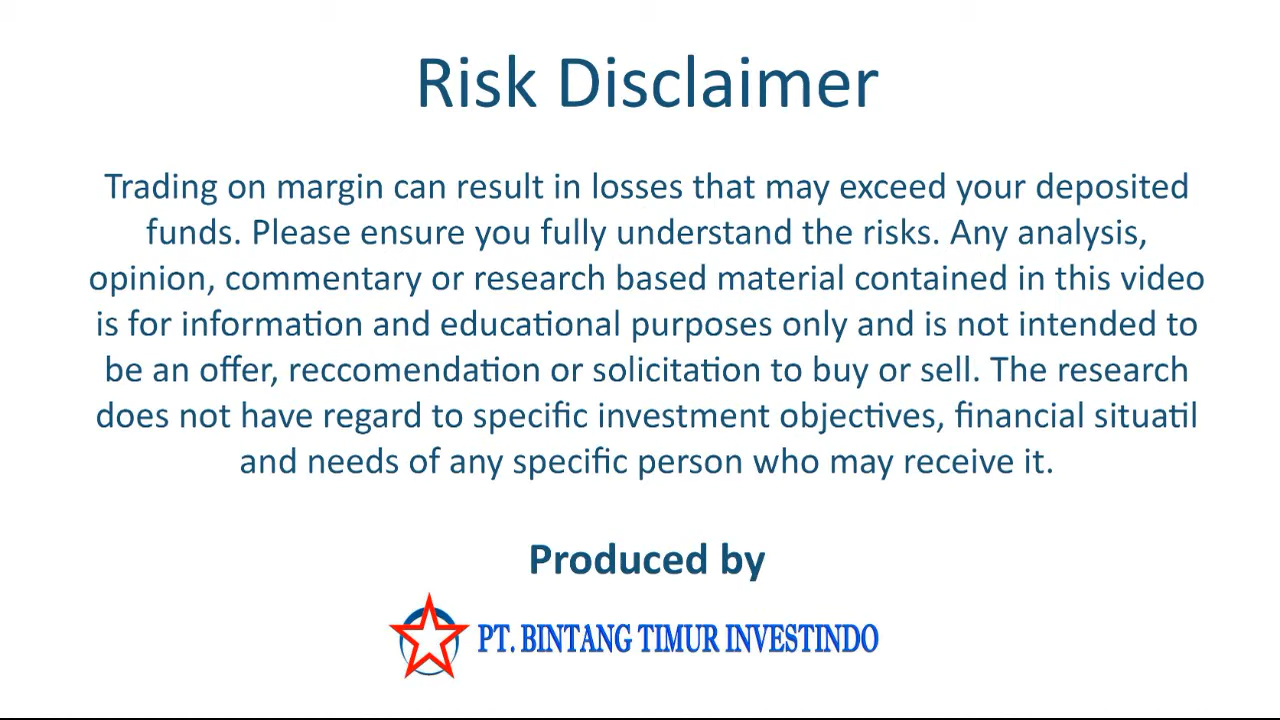 Risk Disclaimer
Trading on margin can result in losses that may exceed your deposited
funds. Please ensure you fully understand the risks. Any analysis,
opinion, commentary or research based material contained in this video
is for information and educational purposes only and is not intended to
be an offer, reccomendation or solicitation to buy or sell. The research
does not have regard to specific investment objectives, financial situatil
and needs of any specific person who may receive it.
Produced by
PT. BINTANG TIMUR INVESTINDO